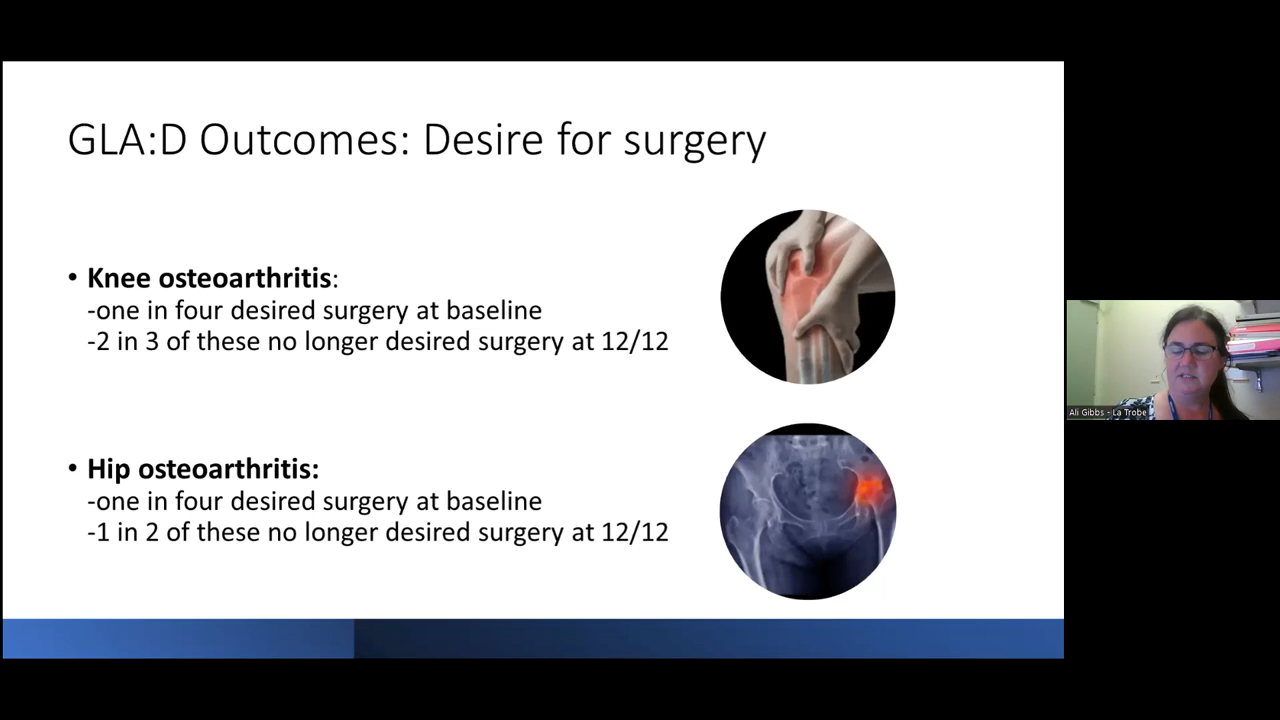 GLA:D Outcomes: Desire for surgery
• Knee osteoarthritis:
-one in four desired surgery at baseline
-2 in 3 of these no longer desired surgery at 12/12
• Hip osteoarthritis:
-one in four desired surgery at baseline
-1 in 2 of these no longer desired surgery at 12/12
Ali Gibbs - La Trobe